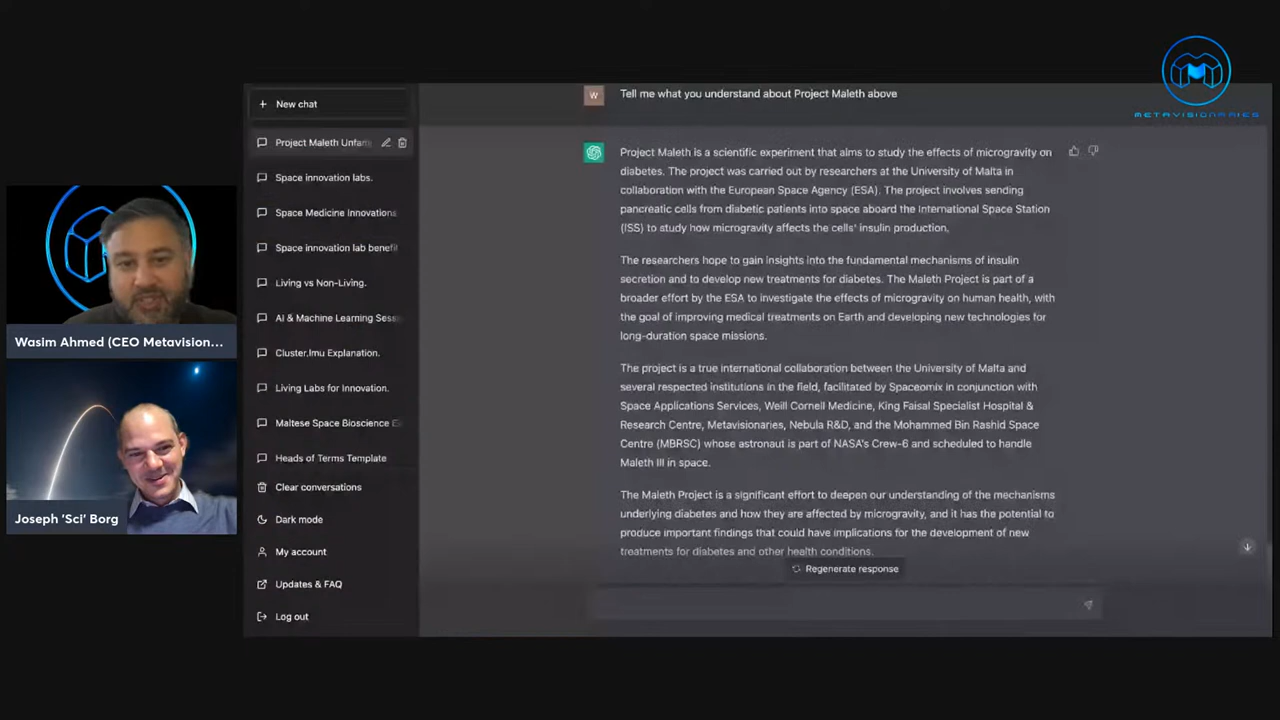 METAVISIONARIES
New chat
Project Maleth Unfam
Space innovation labs.
Space Medicine Innovations
Space innovation lab benefi
Living vs Non-Living.
AI & Machine Learning Sess
Cluster.lmu Explanation.
Living Labs for Innovation.
Maltese Space Bioscience E
Heads of Terms Template
Clear conversations
Dark mode
My account
Updates & FAQ
Log out
Wasim Ahmed (CEO Metavision...
Joseph 'Sci' Borg
W
Tell me what you understand about Project Maleth above
Project Maleth is a scientific experiment that aims to study the effects of microgravity on
diabetes. The project was carried out by researchers at the University of Malta in
collaboration with the European Space Agency (ESA). The project involves sending
pancreatic cells from diabetic patients into space aboard the International Space Station
(ISS) to study how microgravity affects the cells' insulin production.
The researchers hope to gain insights into the fundamental mechanisms of insulin
secretion and to develop new treatments for diabetes. The Maleth Project is part of a
broader effort by the ESA to investigate the effects of microgravity on human health, with
the goal of improving medical treatments on Earth and developing new technologies for
long-duration space missions.
The project is a true international collaboration between the University of Malta and
several respected institutions in the field, facilitated by Spaceomix in conjunction with
Space Applications Services, Weill Cornell Medicine, King Faisal Specialist Hospital &
Research Centre, Metavisionaries, Nebula R&D, and the Mohammed Bin Rashid Space
Centre (MBRSC) whose astronaut is part of NASA's Crew-6 and scheduled to handle
Maleth III in space.
The Maleth Project is a significant effort to deepen our understanding of the mechanisms
underlying diabetes and how they are affected by microgravity, and it has the potential to
produce important findings that could have implications for the development of new
treatments for diabetes and other health conditions.
Regenerate response